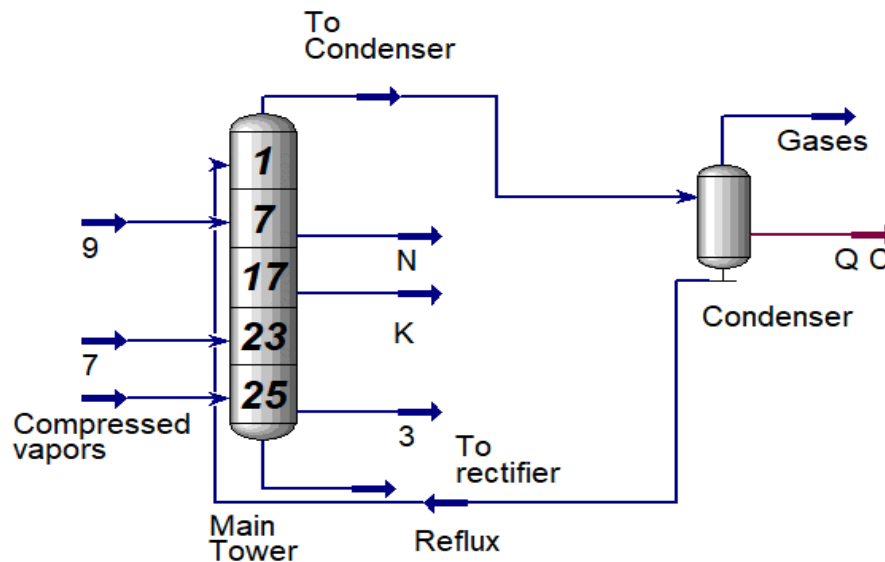 To
Condenser
Gases
1
7
9
N
Q C
17
K
Condenser
23
7
25
Compressed
vapors
3
To
rectifier
Main
Tower
Reflux